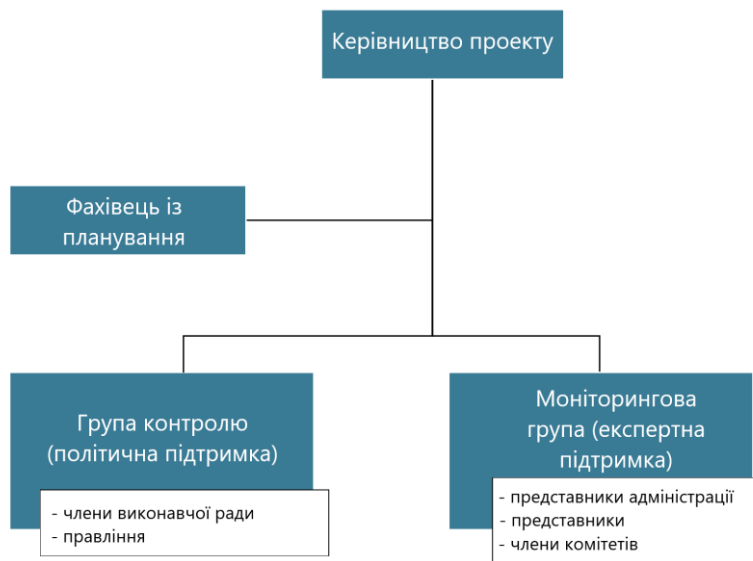 Керівництво проекту
Фахівець із
планування
Група контролю
(політична підтримка)
- члени виконавчої ради
- правління
Моніторингова
група (експертна
підтримка)
- представники адміністрації
- представники
- члени комітетів